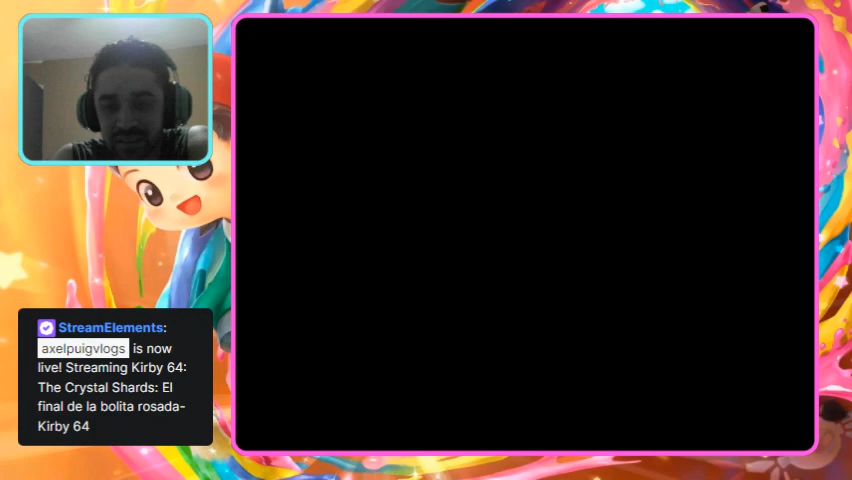 StreamElements:
axelpuigvlogs is now
live! Streaming Kirby 64:
The Crystal Shards: El
final de la bolita rosada-
Kirby 64